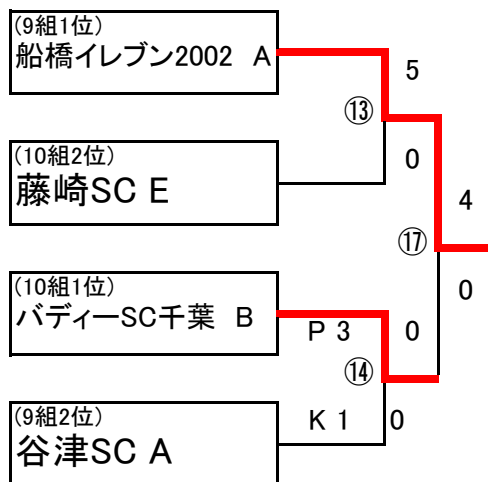 (9組1位)
船橋イレブン2002 A
5
⑬
(10組2位)
0
藤崎SC E
4
⑰
(10組1位)
0
バディーSC千葉 B
P 3
0
⑭
(9組2位)
K 1
0
谷津SC A